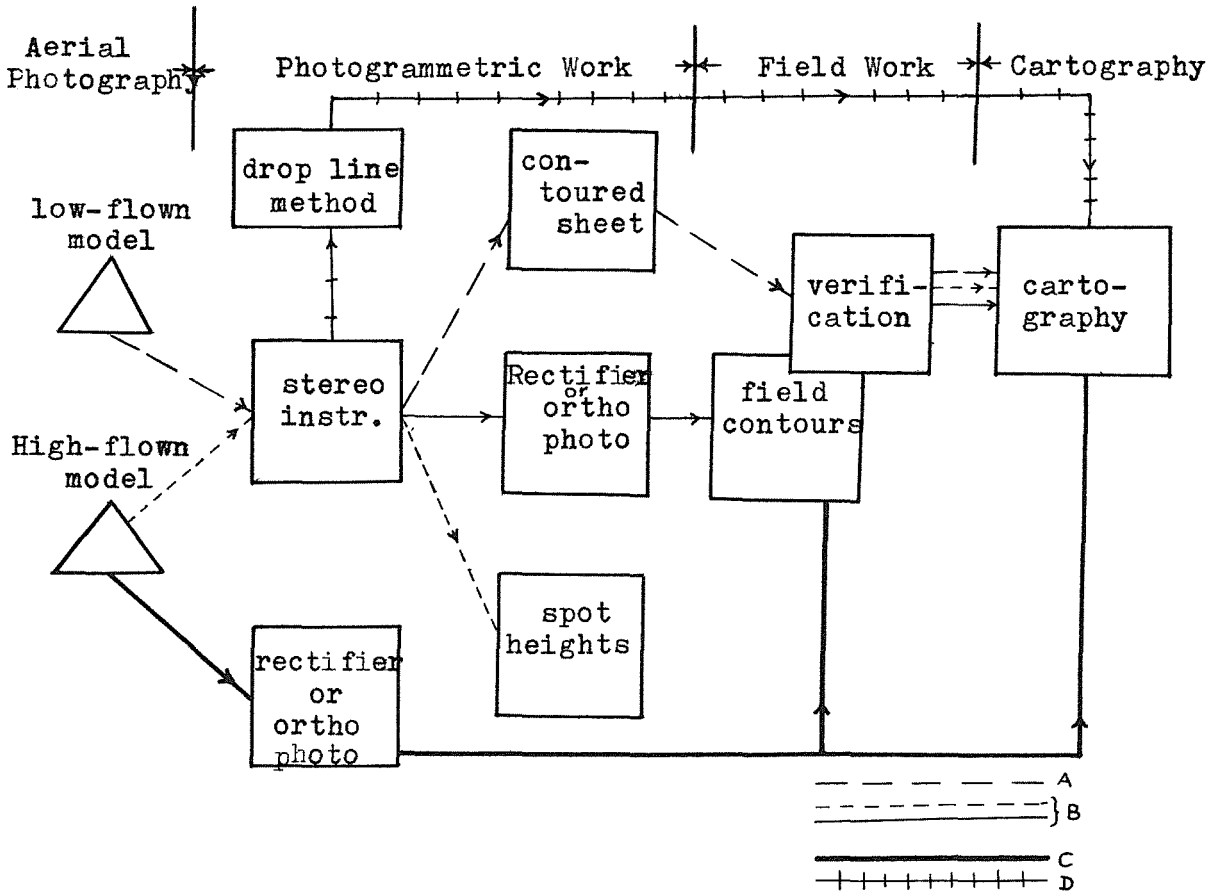 Aerial
Photography
Photogrammetric Work
Field Work
Cartography
drop line
method
con-
toured
sheet
low-flown
model
verifi-
cation
carto-
graphy
stereo
instr.
Rectifier
or
ortho
photo
field
contours
High-flown
model
spot
heights
rectifier
or
ortho
photo
A
B
C
D